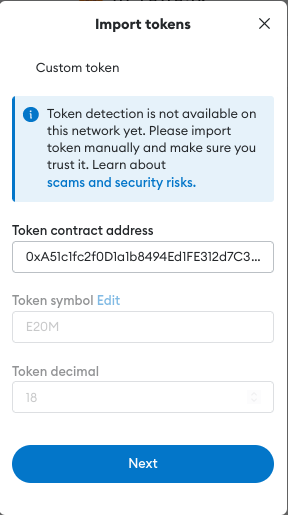 Import tokens
Custom token
Token detection is not available on
this network yet. Please import
token manually and make sure you
trust it. Learn about
scams and security risks.
Token contract address
0xA51c1fc2f0D1a1b8494Ed1FE312d7C3...
Token symbol Edit
E20M
Token decimal
18
Next